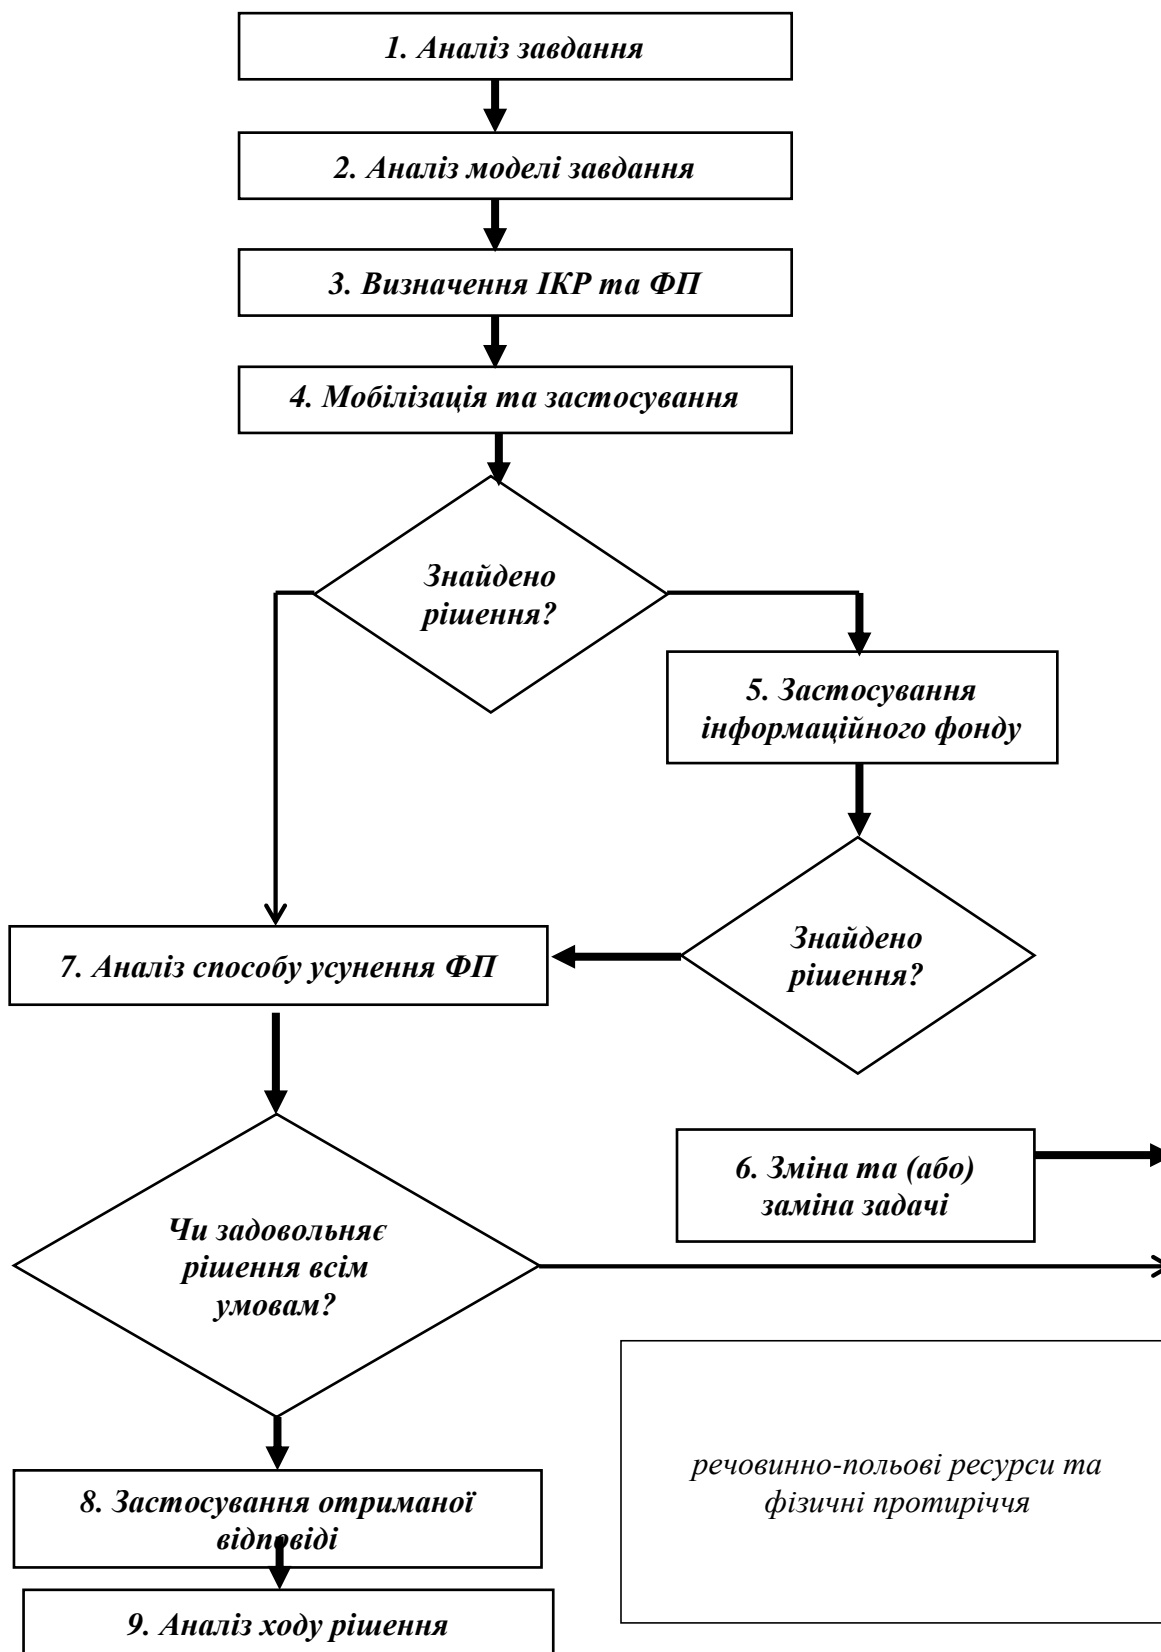 1. Аналіз завдання
2. Аналіз моделі завдання
3. Визначення ІКР та ФП
4. Мобілізація та застосування
Знайдено
рішення?
5. Застосування
інформаційного фонду
Знайдено
рішення?
7. Аналіз способу усунення ФП
6. Зміна та (або)
заміна задачі
Чи задовольняє
рішення всім
умовам?
речовинно-польові ресурси та
фізичні протиріччя
8. Застосування отриманої
відповіді
9. Аналіз ходу рішення